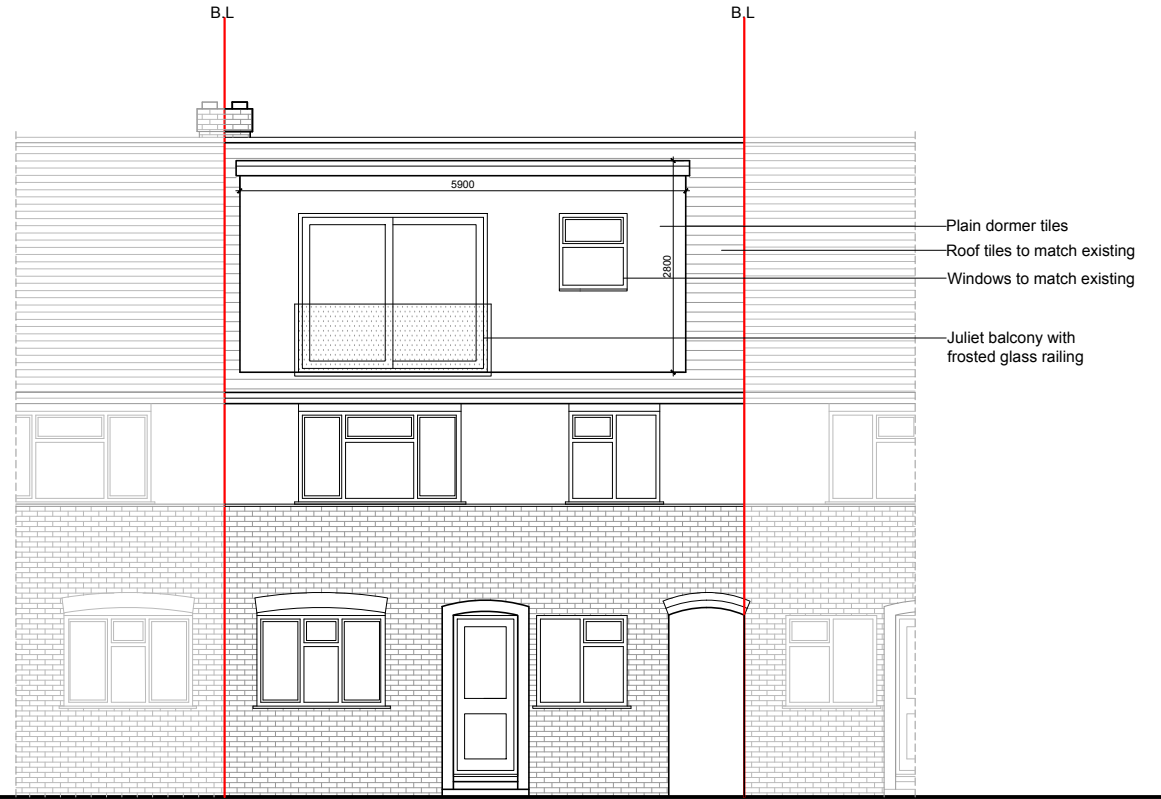 B.L
B.L
5900
2800
Plain dormer tiles
Roof tiles to match existing
Windows to match existing
Juliet balcony with
frosted glass railing